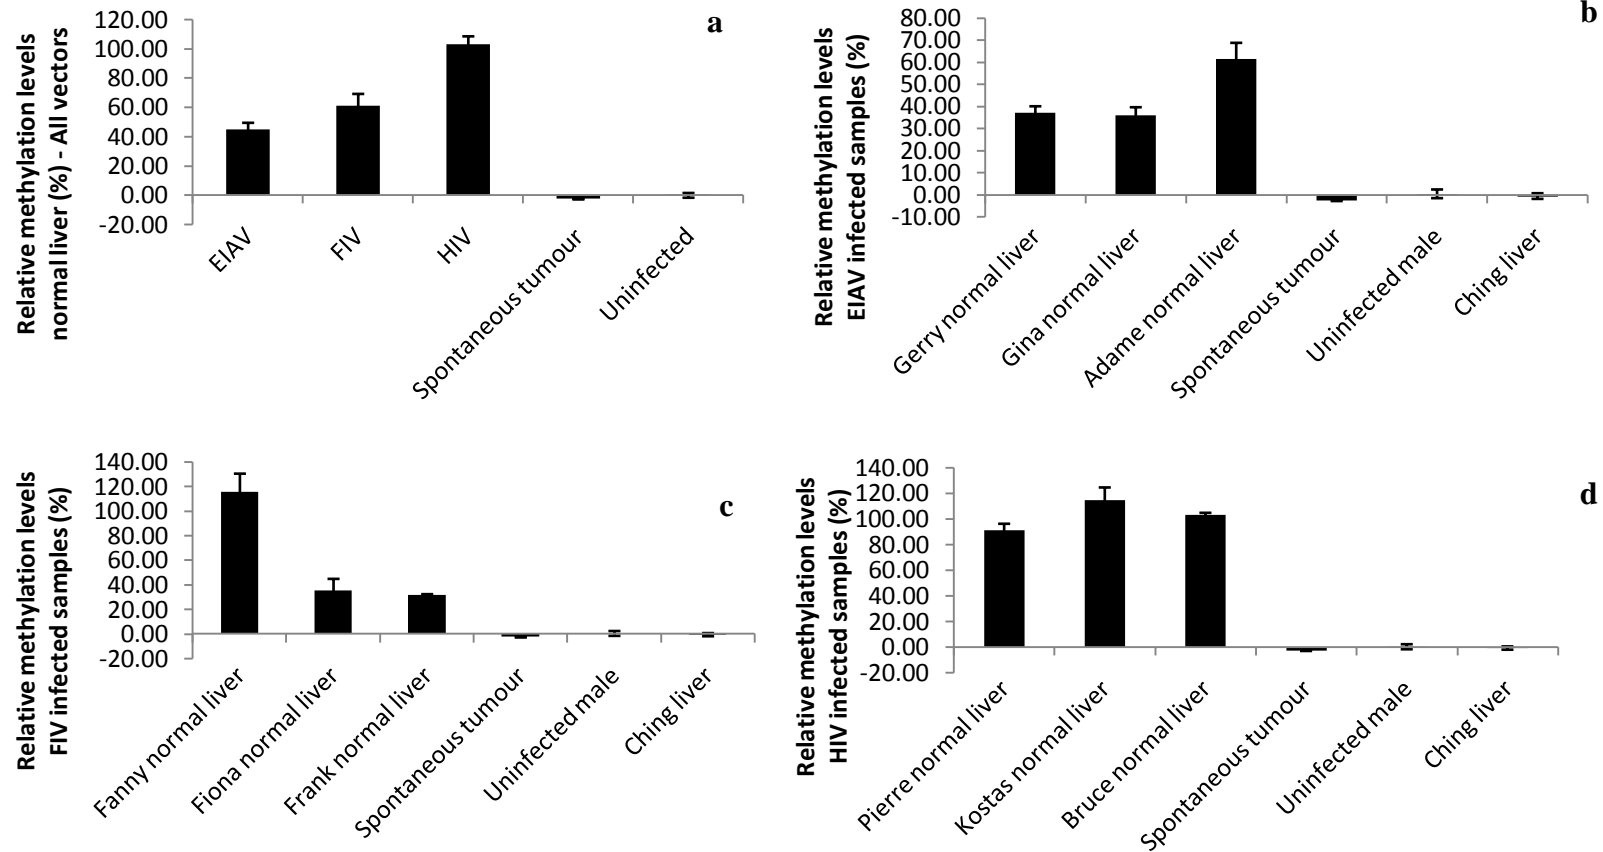 a
Relative methylation levels
normal liver (%) - All vectors
120.00
100.00
80.00
60.00
40.00
20.00
0.00
-20.00
EIAV
FIV
HIV
Spontaneous tumour
Uninfected
b
Relative methylation levels
EIAV infected samples (%)
80.00
70.00
60.00
50.00
40.00
30.00
20.00
10.00
0.00
-10.00
Gerry normal liver
Gina normal liver
Adame normal liver
Spontaneous tumour
Uninfected male
Ching liver
c
Relative methylation levels
FIV infected samples (%)
140.00
120.00
100.00
80.00
60.00
40.00
20.00
0.00
-20.00
Fanny normal liver
Fiona normal liver
Frank normal liver
Spontaneous tumour
Uninfected male
Ching liver
d
Relative methylation levels
HIV infected samples (%)
140.00
120.00
100.00
80.00
60.00
40.00
20.00
0.00
-20.00
Pierre normal liver
Kostas normal liver
Bruce normal liver
Spontaneous tumour
Uninfected male
Ching liver